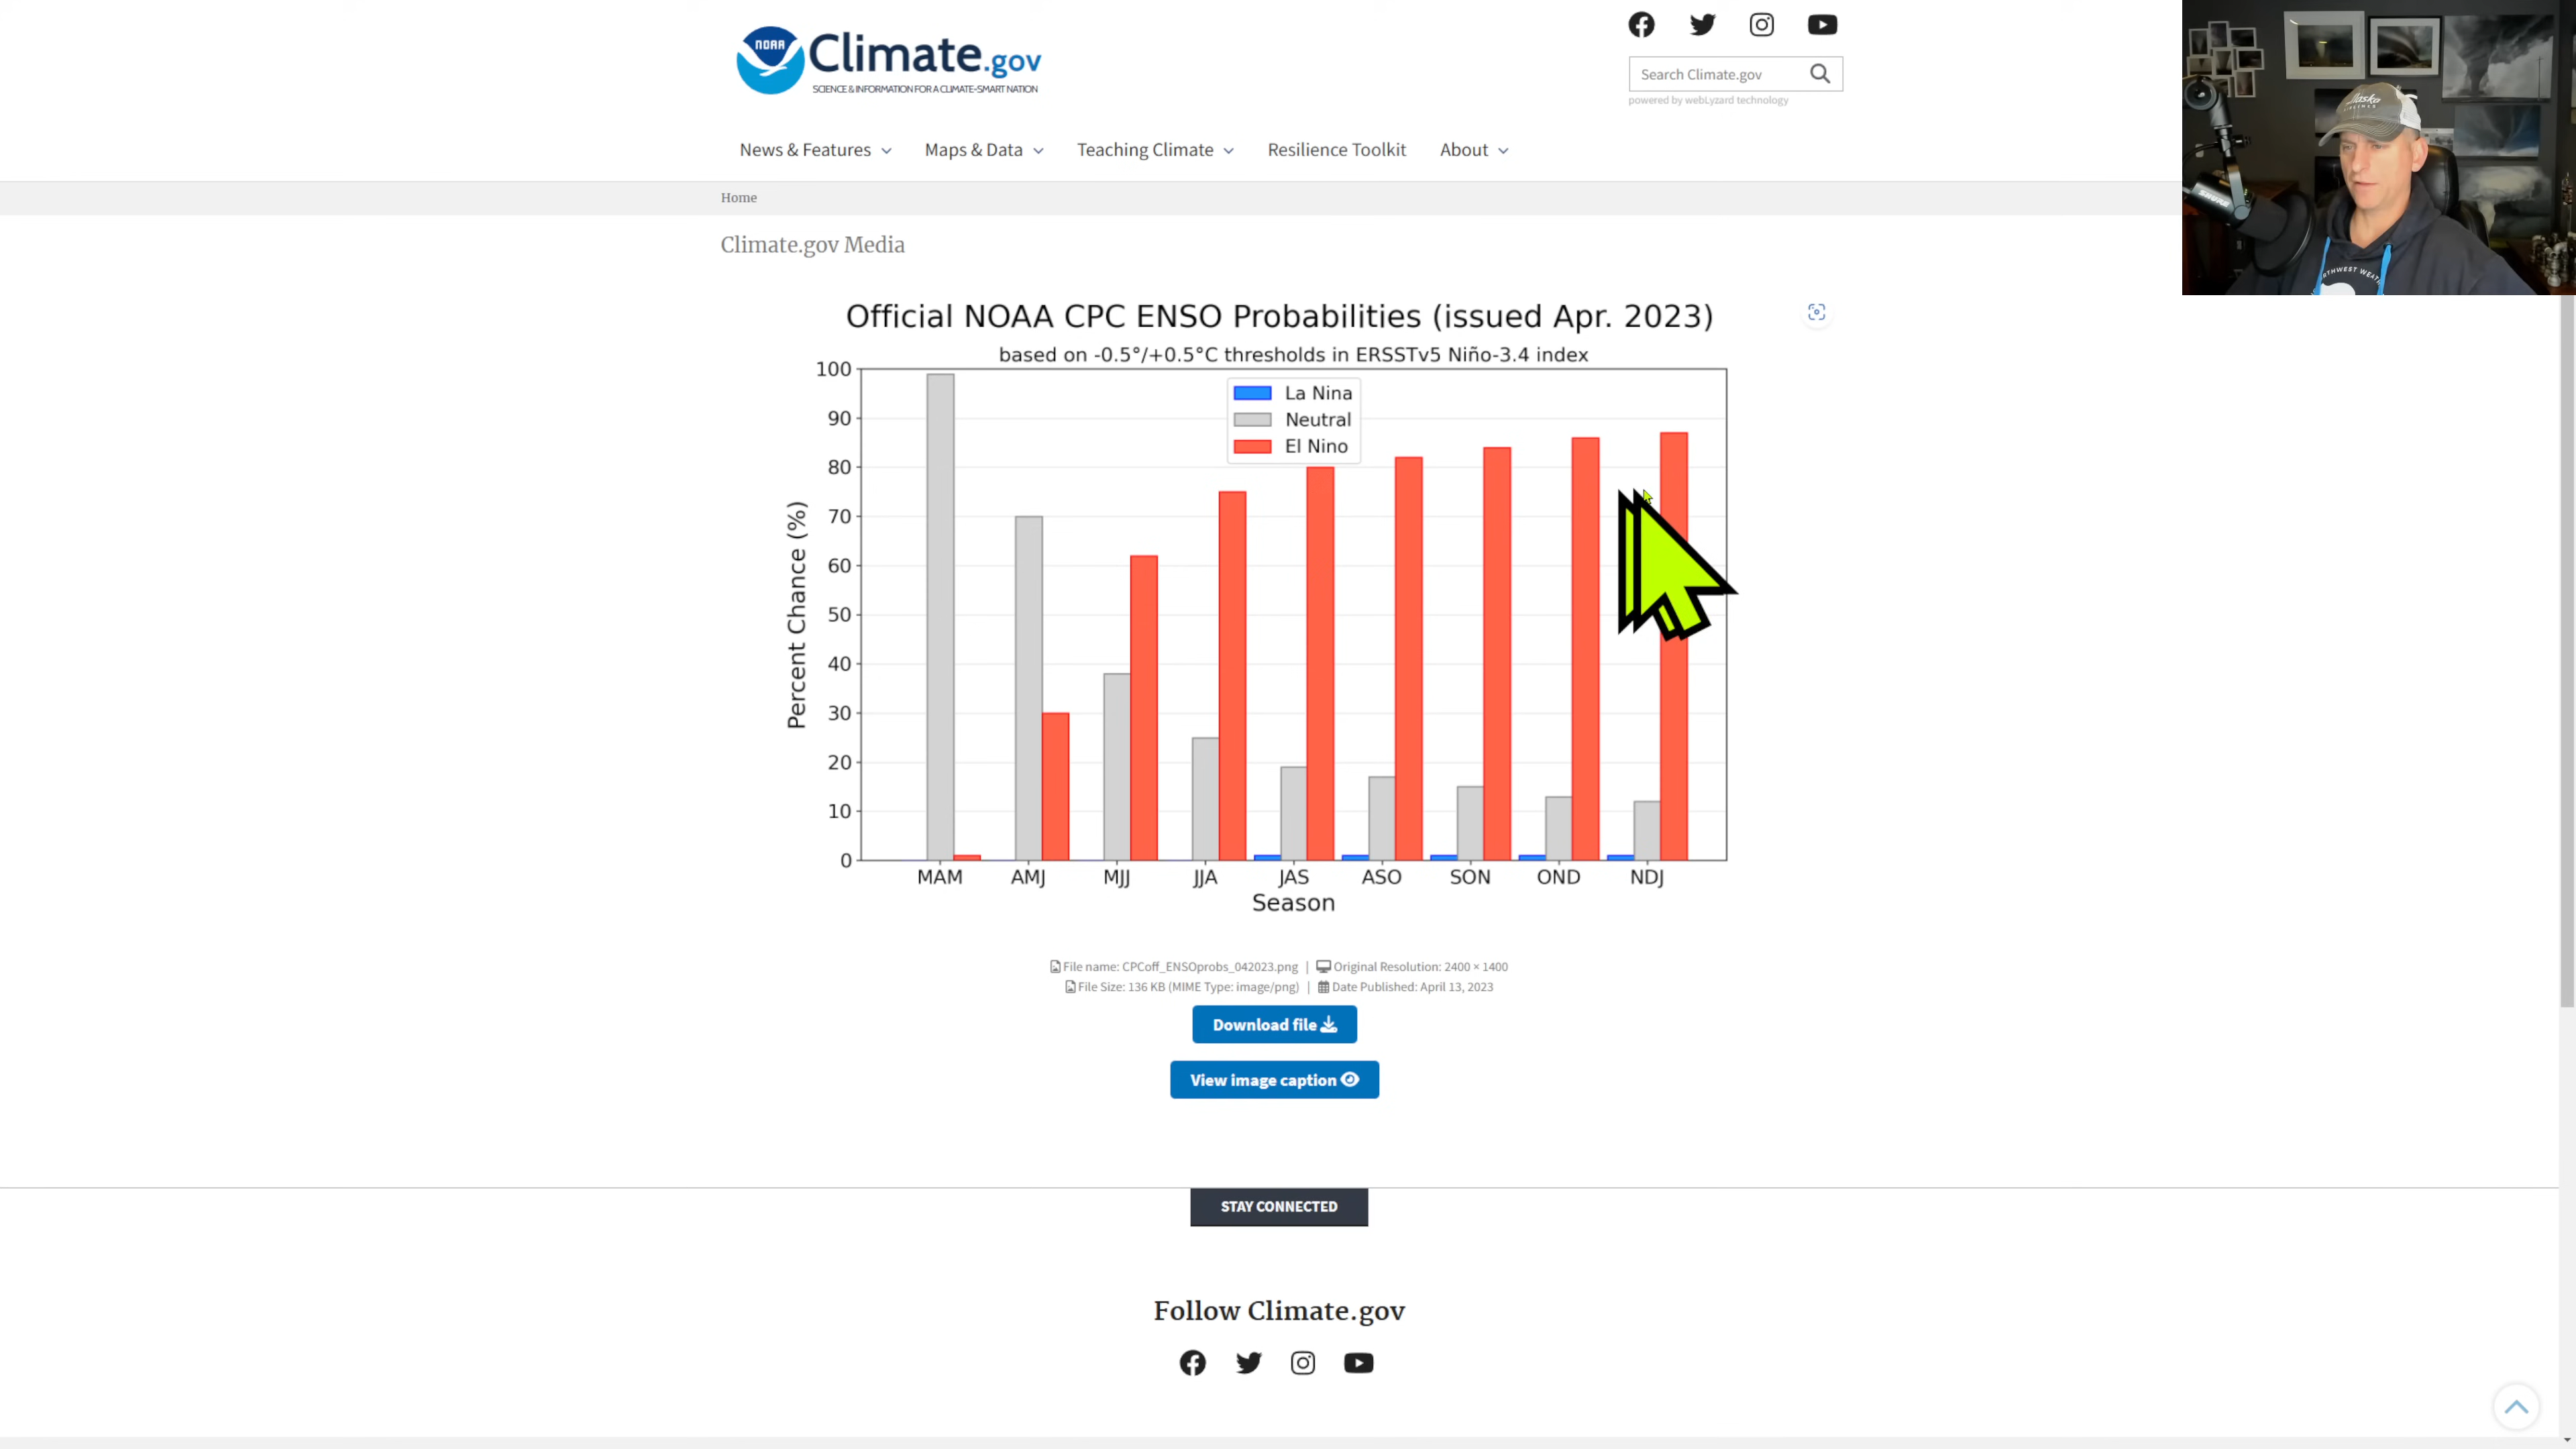 NOAA
Climate.gov
SCIENCE & INFORMATION FOR A CLIMATE-SMART NATION
Search Climate.gov
powered by webLyzard technology
News & Features
Maps & Data
Teaching Climate
Resilience Toolkit
About
Home
Climate.gov Media
Official NOAA CPC ENSO Probabilities (issued Apr. 2023)
based on -0.5°/+0.5°C thresholds in ERSSTv5 Niño-3.4 index
La Nina
Neutral
El Nino
Percent Chance (%)
100
90
80
70
60
50
40
30
20
10
0
MAM AMJ MJJ JJA JAS ASO SON OND NDJ
Season
File name: CPCoff_ENSOprobs_042023.png | Original Resolution: 2400 × 1400
File Size: 136 KB (MIME Type: image/png) | Date Published: April 13, 2023
Download file
View image caption
STAY CONNECTED
Follow Climate.gov
SHURE